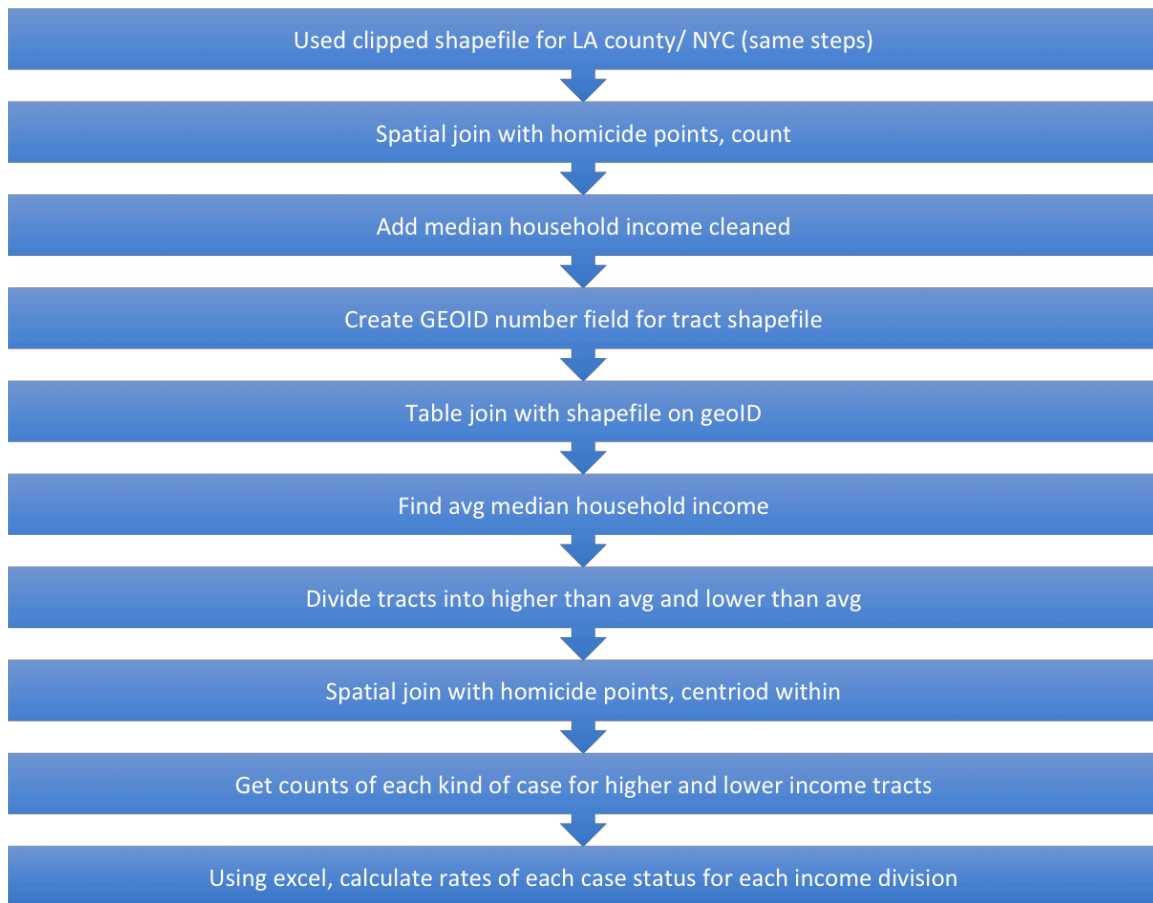 Used clipped shapefile for LA county/ NYC (same steps)
Spatial join with homicide points, count
Add median household income cleaned
Create GEOID number field for tract shapefile
Table join with shapefile on geoID
Find avg median household income
Divide tracts into higher than avg and lower than avg
Spatial join with homicide points, centriod within
Get counts of each kind of case for higher and lower income tracts
Using excel, calculate rates of each case status for each income division